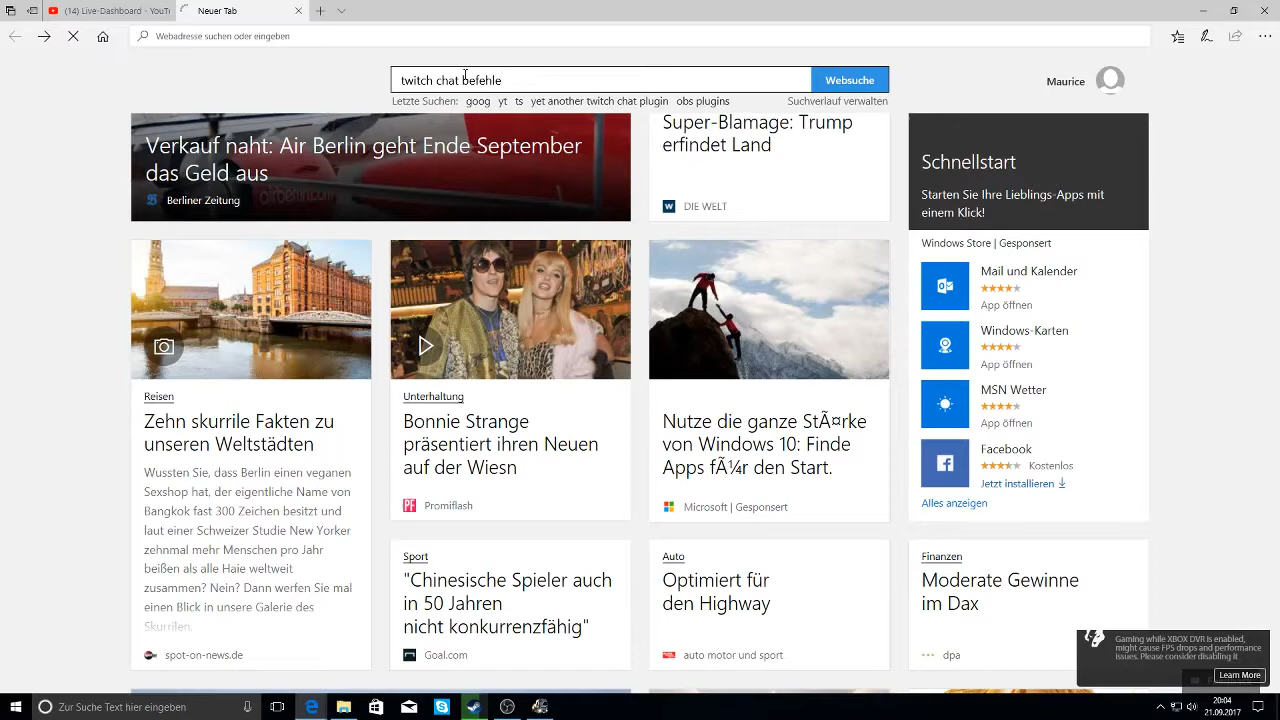 (14) Live-Dashboard - YouTu
Neuer Tab
Webadresse suchen oder eingeben
twitch chat befehle
Websuche
Maurice
Letzte Suchen: goog yt ts yet another twitch chat plugin obs plugins
Suchverlauf verwalten
Verkauf naht: Air Berlin geht Ende September
das Geld aus
Berliner Zeitung
Super-Blamage: Trump
erfindet Land
DIE WELT
Schnellstart
Starten Sie Ihre Lieblings-Apps mit
einem Klick!
Windows Store | Gesponsert
Mail und Kalender
App öffnen
Windows-Karten
App öffnen
MSN Wetter
App öffnen
Facebook
Kostenlos
Jetzt installieren
Alles anzeigen
Reisen
Zehn skurrile Fakten zu
unseren Weltstädten
Wussten Sie, dass Berlin einen veganen
Sexshop hat, der eigentliche Name von
Bangkok fast 300 Zeichen besitzt und
laut einer Schweizer Studie New Yorker
zehnmal mehr Menschen pro Jahr
beißen als alle Haie weltweit
zusammen? Nein? Dann werfen Sie mal
einen Blick in unsere Galerie des
Skurrilen.
spot-on-news.de
Unterhaltung
Bonnie Strange
präsentiert ihren Neuen
auf der Wiesn
Promiflash
Nutze die ganze StÃ¤rke
von Windows 10: Finde
Apps fÃ¼r den Start.
Microsoft | Gesponsert
Sport
"Chinesische Spieler auch
in 50 Jahren
nicht konkurrenzfähig"
Goal.com
Auto
Optimiert für
den Highway
auto motor und sport
Finanzen
Moderate Gewinne
im Dax
dpa
Gaming while XBOX DVR is enabled,
might cause FPS drops and performance
issues. Please consider disabling it
Learn More
Zur Suche Text hier eingeben
20:04
21.09.2017